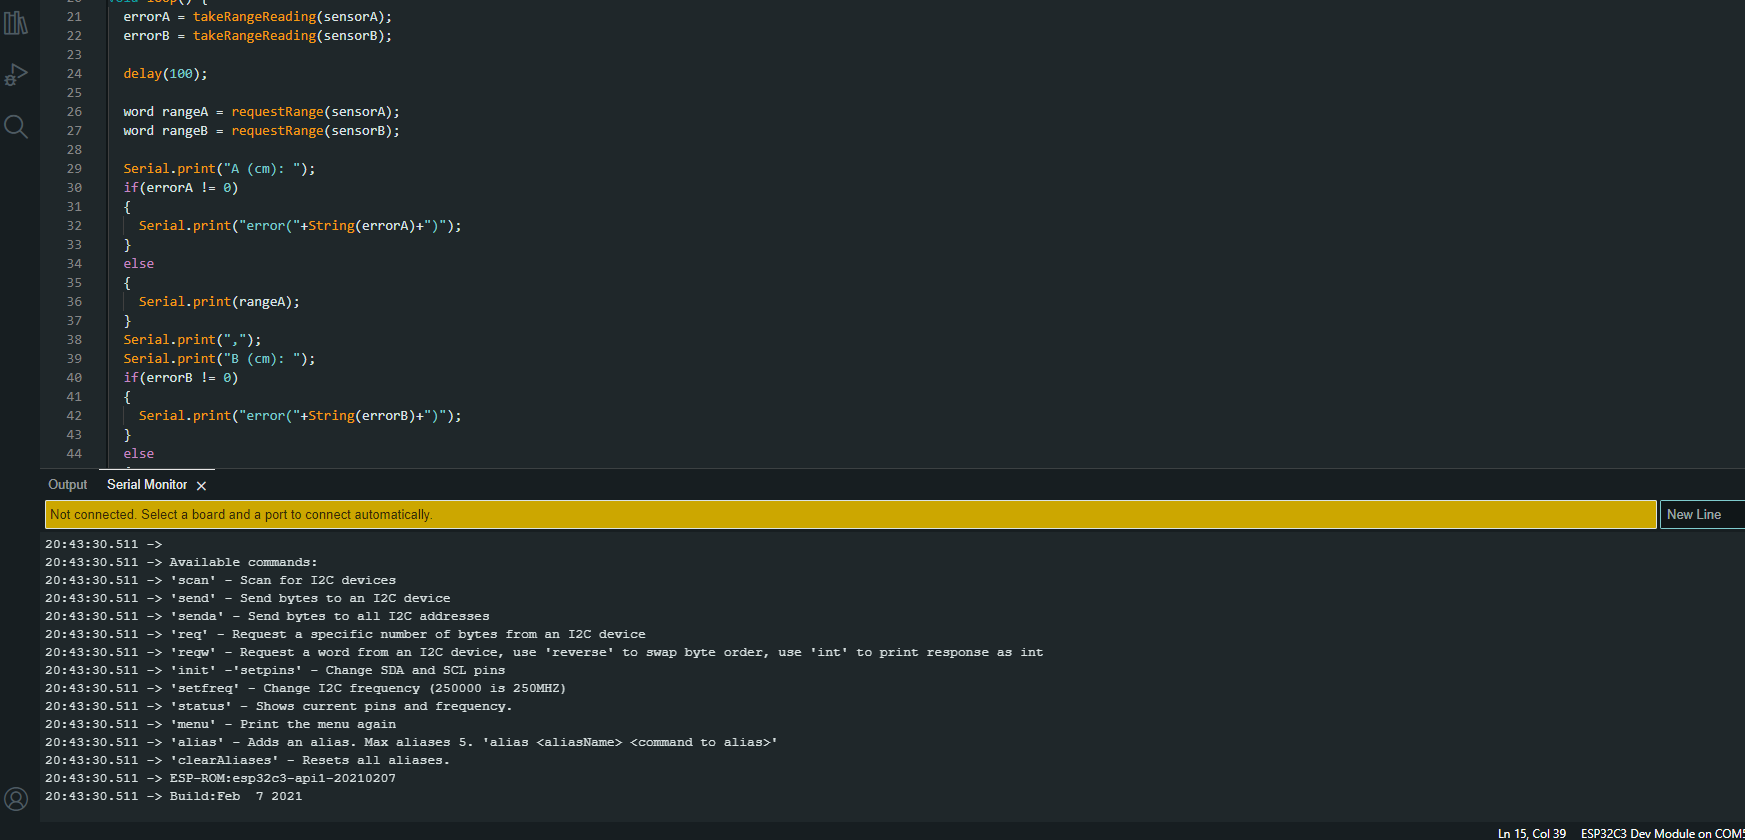 20 void loop() {
21 errorA = takeRangeReading(sensorA);
22 errorB = takeRangeReading(sensorB);
23
24 delay(100);
25
26 word rangeA = requestRange(sensorA);
27 word rangeB = requestRange(sensorB);
28
29 Serial.print("A (cm): ");
30 if(errorA != 0)
31 {
32 Serial.print("error("+String(errorA)+")");
33 }
34 else
35 {
36 Serial.print(rangeA);
37 }
38 Serial.print(",");
39 Serial.print("B (cm): ");
40 if(errorB != 0)
41 {
42 Serial.print("error("+String(errorB)+")");
43 }
44 else
Output Serial Monitor
Not connected. Select a board and a port to connect automatically.
New Line
20:43:30.511 ->
20:43:30.511 -> Available commands:
20:43:30.511 -> 'scan' - Scan for I2C devices
20:43:30.511 -> 'send' - Send bytes to an I2C device
20:43:30.511 -> 'senda' - Send bytes to all I2C addresses
20:43:30.511 -> 'req' - Request a specific number of bytes from an I2C device
20:43:30.511 -> 'reqw' - Request a word from an I2C device, use 'reverse' to swap byte order, use 'int' to print response as int
20:43:30.511 -> 'init' -'setpins' - Change SDA and SCL pins
20:43:30.511 -> 'setfreq' - Change I2C frequency (250000 is 250MHZ)
20:43:30.511 -> 'status' - Shows current pins and frequency.
20:43:30.511 -> 'menu' - Print the menu again
20:43:30.511 -> 'alias' - Adds an alias. Max aliases 5. 'alias <aliasName> <command to alias>'
20:43:30.511 -> 'clearAliases' - Resets all aliases.
20:43:30.511 -> ESP-ROM:esp32c3-api1-20210207
20:43:30.511 -> Build:Feb  7 2021
Ln 15, Col 39 ESP32C3 Dev Module on COM5